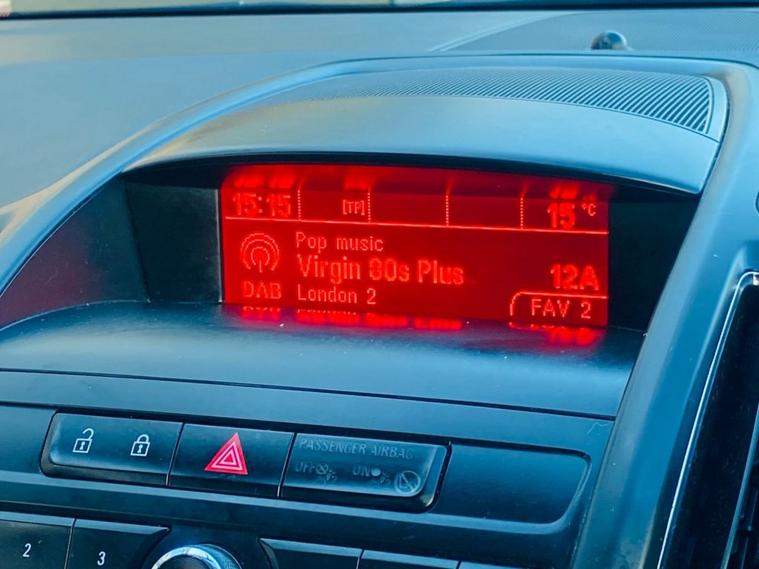 15:15 [TP] 15 °C
Pop music
Virgin 80s Plus 12A
DAB London 2 FAV 2
PASSENGER AIRBAG
OFF ON
2 3